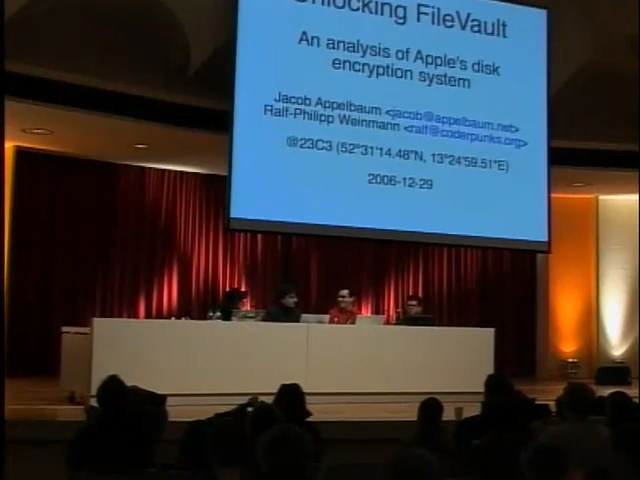 Unlocking FileVault
An analysis of Apple's disk
encryption system
Jacob Appelbaum <jacob@appelbaum.net>
Ralf-Philipp Weinmann <ralf@coderpunks.org>
@23C3 (52°31'14.48"N, 13°24'59.51"E)
2006-12-29